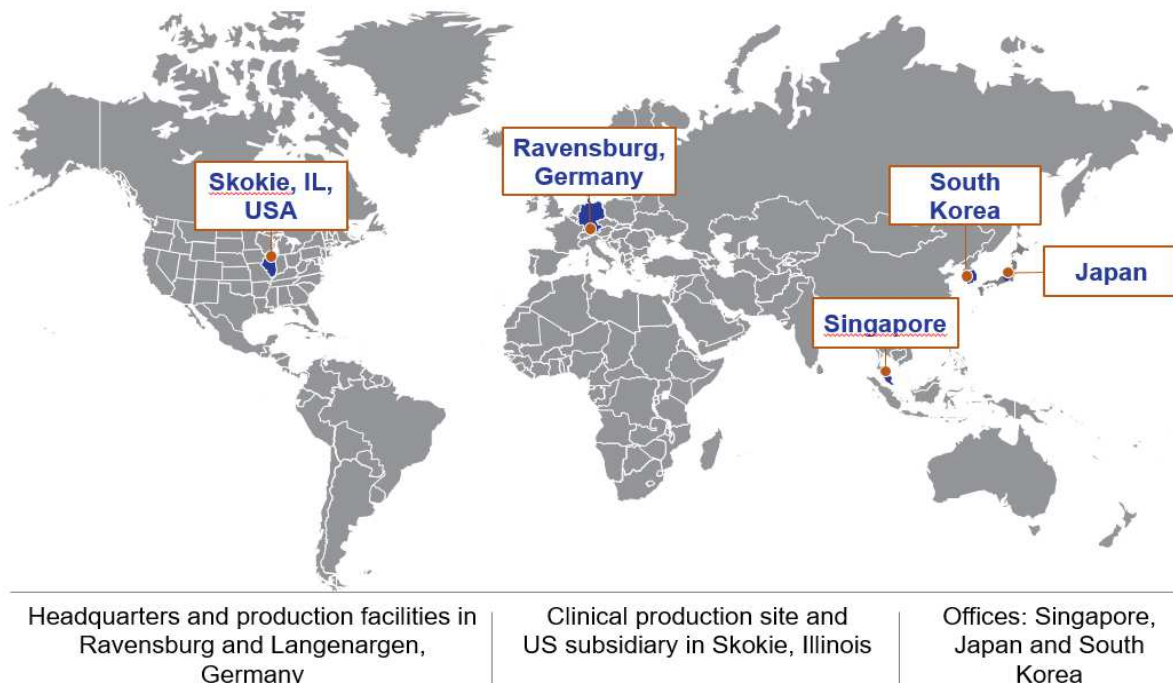 Skokie, IL,
USA
Ravensburg,
Germany
South
Korea
Japan
Singapore
Headquarters and production facilities in
Ravensburg and Langenargen,
Germany
Clinical production site and
US subsidiary in Skokie, Illinois
Offices: Singapore,
Japan and South
Korea